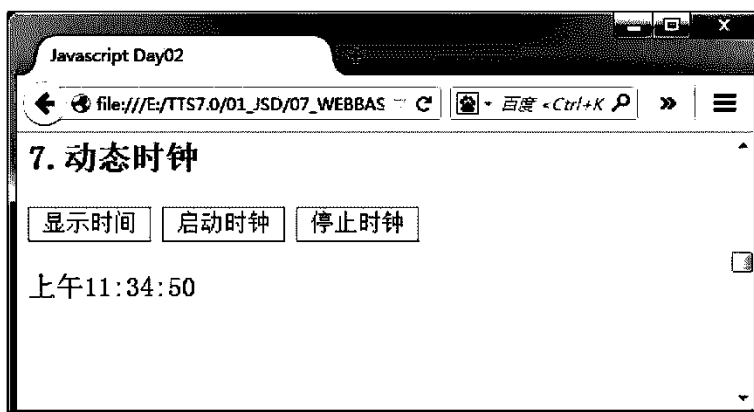 Javascript Day02
file:///E:/TTS7.0/01_JSD/07_WEBBAS
百度 <Ctrl+K
7.动态时钟
显示时间 启动时钟 停止时钟
上午11:34:50